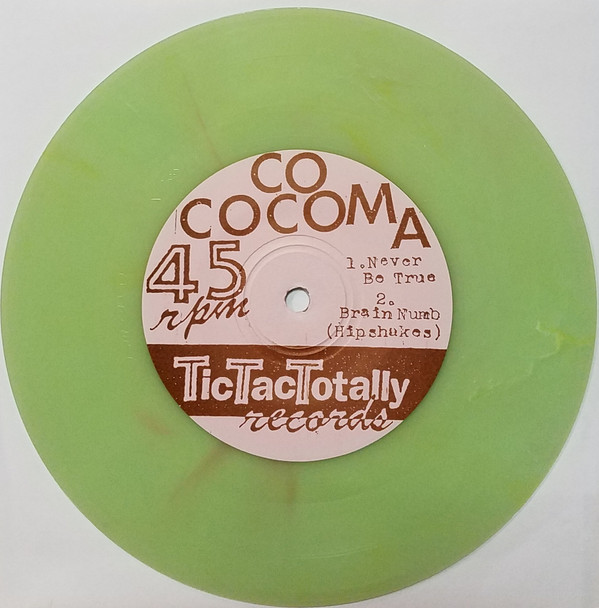 CO
COCOMA
45
rpm
1.Never
Be True
2.
Brain Numb
(Hipshakes)
TicTacTotally
records